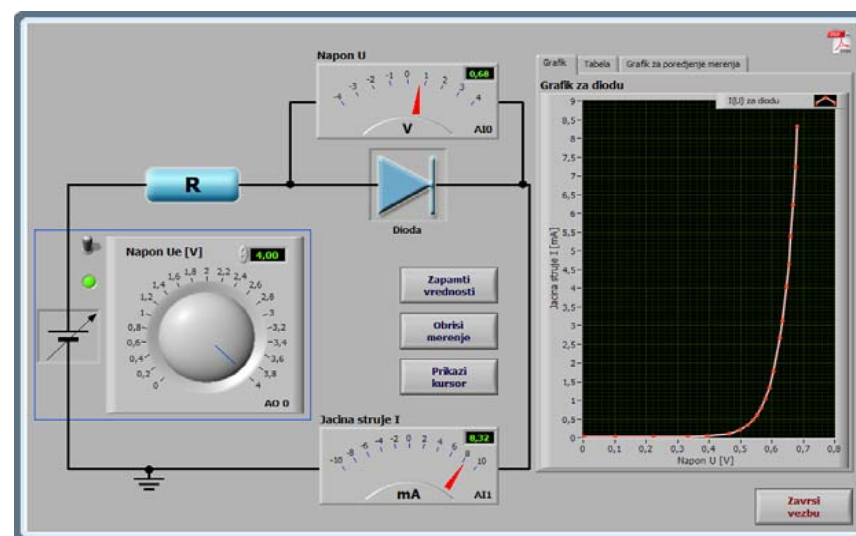 Napon U
-4 -3 -2 -1 0 1 2 3 4
0,68
V
AI0
R
Dioda
Napon Ue [V]
4,00
0 0,2 0,4 0,6 0,8 1 1,2 1,4 1,6 1,8 2 2,2 2,4 2,6 2,8 3 3,2 3,4 3,6 3,8 4
AO 0
Zapamti
vrednosti
Obrisi
merenje
Prikazi
kursor
Jacina struje I
-10 -8 -6 -4 -2 0 2 4 6 8 10
8,32
mA
AI1
Grafik
Tabela
Grafik za poredjenje merenja
Grafik za diodu
I(U) za diodu
Jacina struje I [mA]
9
8,5
8
7,5
7
6,5
6
5,5
5
4,5
4
3,5
3
2,5
2
1,5
1
0,5
0
0 0,1 0,2 0,3 0,4 0,5 0,6 0,7 0,8
Napon U [V]
Zavrsi
vezbu